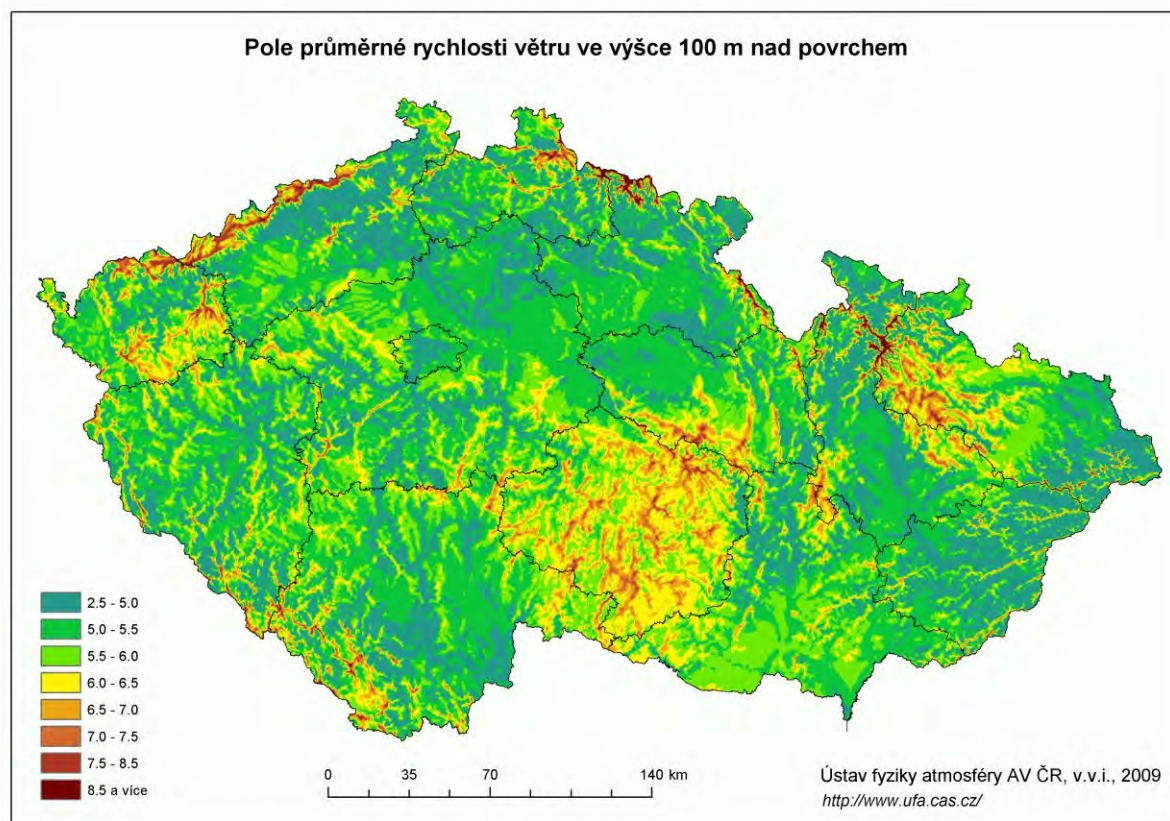 Pole průměrné rychlosti větru ve výšce 100 m nad povrchem
2.5 - 5.0
5.0 - 5.5
5.5 - 6.0
6.0 - 6.5
6.5 - 7.0
7.0 - 7.5
7.5 - 8.5
8.5 a více
0 35 70 140 km
Ústav fyziky atmosféry AV ČR, v.v.i., 2009
http://www.ufa.cas.cz/